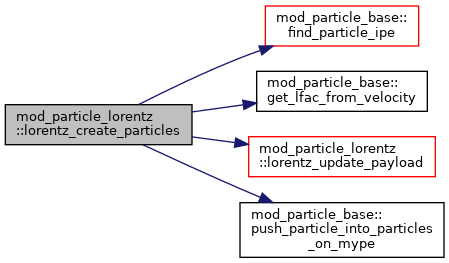 mod_particle_lorentz
::lorentz_create_particles
mod_particle_base::
find_particle_ipe
mod_particle_base::
get_lfac_from_velocity
mod_particle_lorentz
::lorentz_update_payload
mod_particle_base::
push_particle_into_particles
_on_mype